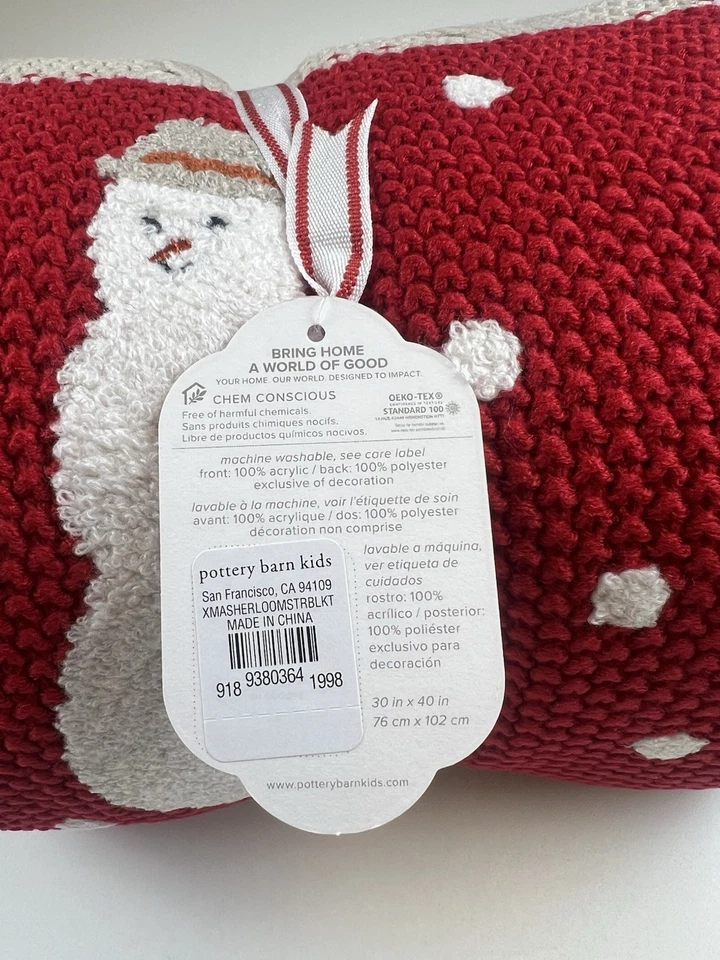 BRING HOME
A WORLD OF GOOD
YOUR HOME. OUR WORLD. DESIGNED TO IMPACT.
CHEM CONSCIOUS
Free of harmful chemicals.
Sans produits chimiques nocifs.
Libre de productos químicos nocivos.
OEKO-TEX®
CONFIDENCE IN TEXTILES
STANDARD 100
machine washable, see care label
front: 100% acrylic / back: 100% polyester
exclusive of decoration
lavable à la machine, voir l'étiquette de soin
avant: 100% acrylique / dos: 100% polyester
décoration non comprise
lavable a máquina,
ver etiqueta de
cuidados
rostro: 100%
acrílico / posterior:
100% poliéster
exclusivo para
decoración
30 in x 40 in
76 cm x 102 cm
pottery barn kids
San Francisco, CA 94109
XMASHERLOOMSTRBLKT
MADE IN CHINA
918 9380364 1998
www.potterybarnkids.com